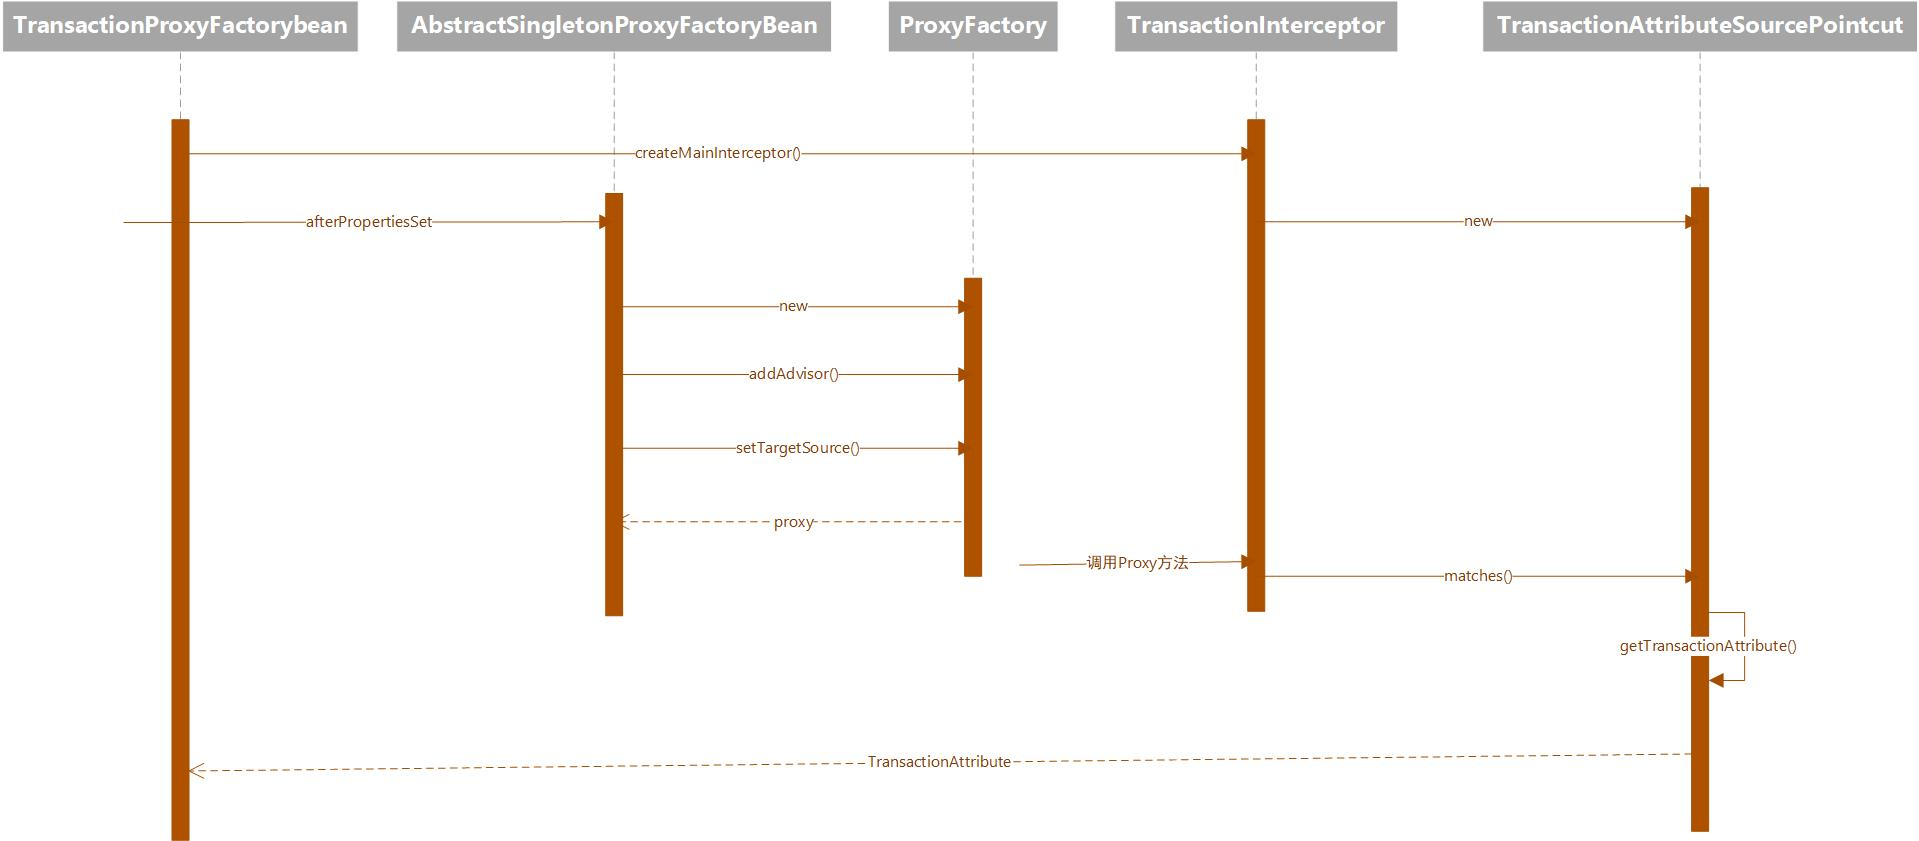 TransactionProxyFactorybean
AbstractSingletonProxyFactoryBean
ProxyFactory
TransactionInterceptor
TransactionAttributeSourcePointcut
createMainInterceptor()
afterPropertiesSet
new
new
addAdvisor()
setTargetSource()
proxy
调用Proxy方法
matches()
getTransactionAttribute()
TransactionAttribute